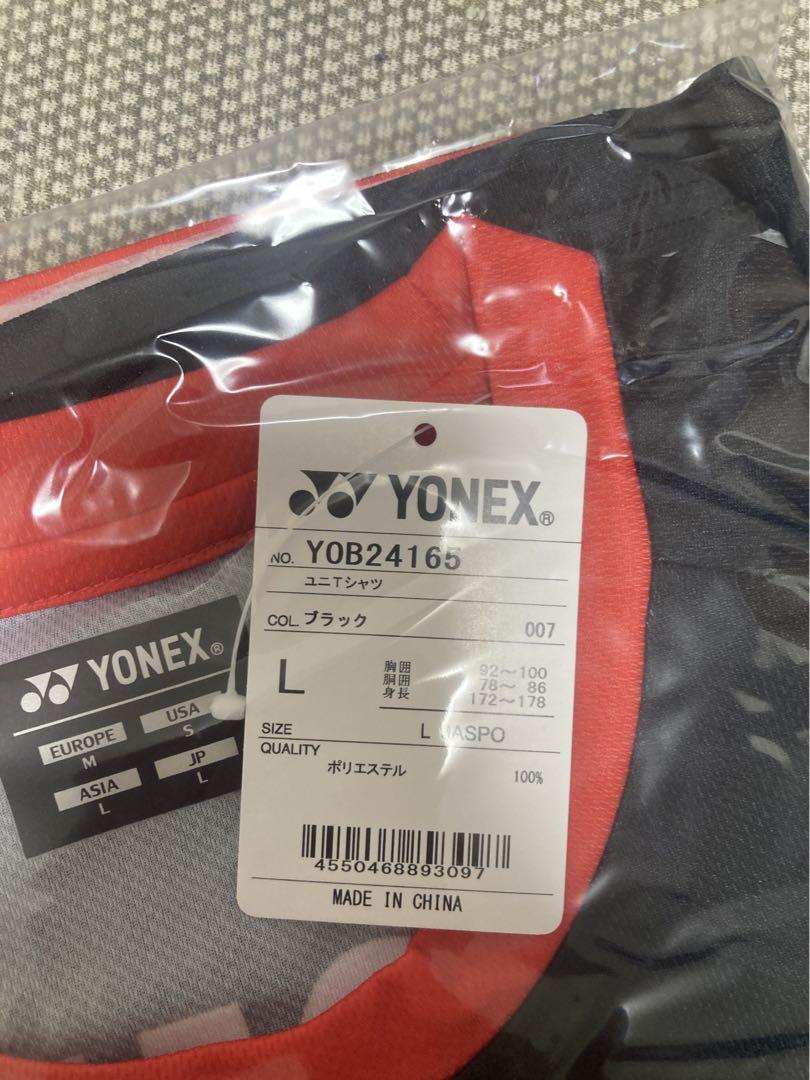 YONEX®
NO. YOB24165
ユニTシャツ
COL. ブラック 007
L 胸囲 92～100
胴囲 78～ 86
身長 172～178
SIZE L JASPO
QUALITY
ポリエステル 100%
4550468893097
MADE IN CHINA
YONEX®
EUROPE USA
M S
ASIA JP
L L